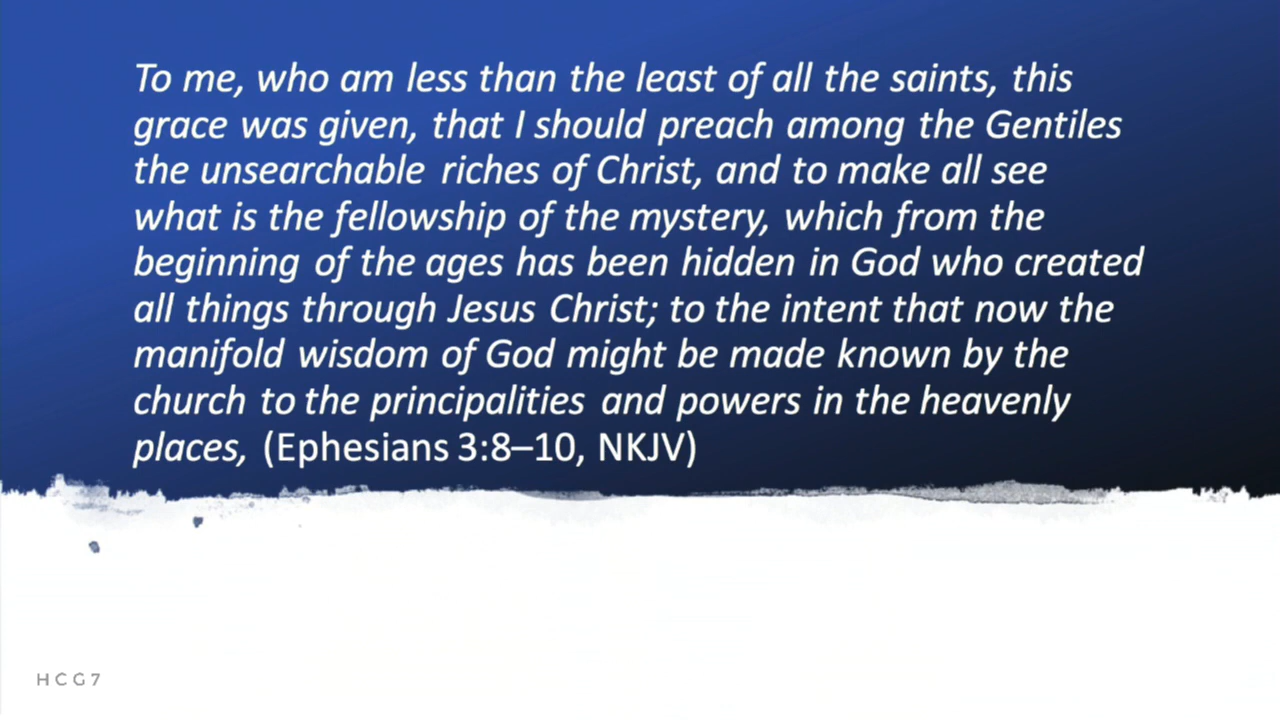 To me, who am less than the least of all the saints, this
grace was given, that I should preach among the Gentiles
the unsearchable riches of Christ, and to make all see
what is the fellowship of the mystery, which from the
beginning of the ages has been hidden in God who created
all things through Jesus Christ; to the intent that now the
manifold wisdom of God might be made known by the
church to the principalities and powers in the heavenly
places, (Ephesians 3:8–10, NKJV)
HCG7